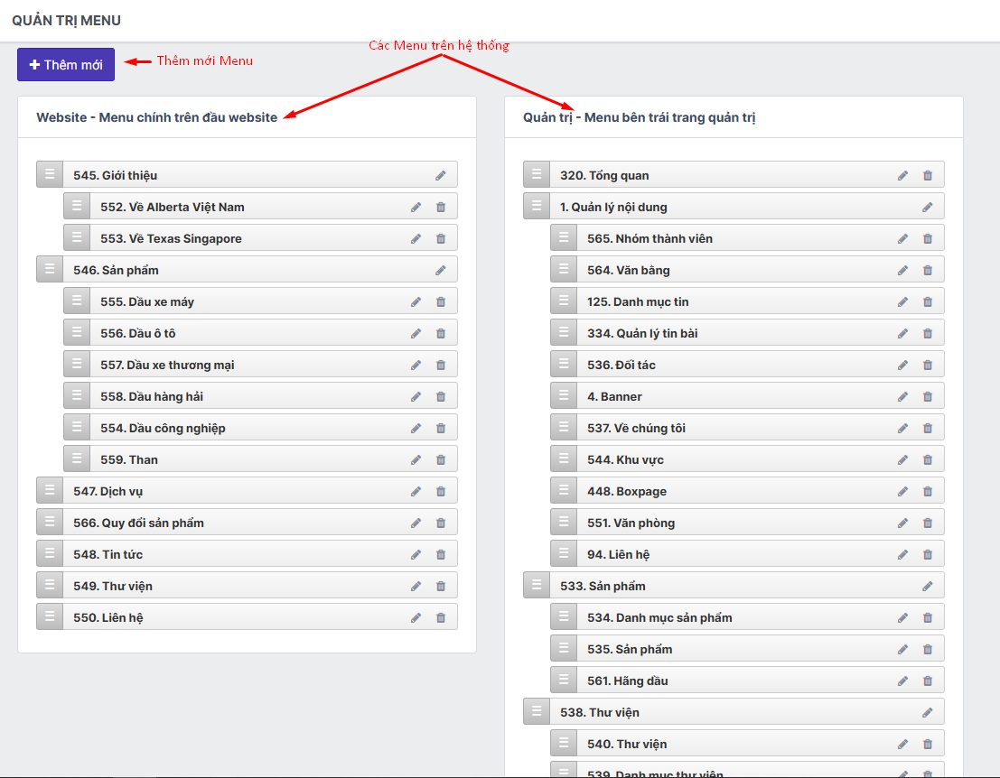 QUẢN TRỊ MENU
Các Menu trên hệ thống
Thêm mới
Thêm mới Menu
Website - Menu chính trên đầu website
545. Giới thiệu
552. Về Alberta Việt Nam
553. Về Texas Singapore
546. Sản phẩm
555. Dầu xe máy
556. Dầu ô tô
557. Dầu xe thương mại
558. Dầu hàng hải
554. Dầu công nghiệp
559. Than
547. Dịch vụ
566. Quy đổi sản phẩm
548. Tin tức
549. Thư viện
550. Liên hệ
Quản trị - Menu bên trái trang quản trị
320. Tổng quan
1. Quản lý nội dung
565. Nhóm thành viên
564. Văn bằng
125. Danh mục tin
334. Quản lý tin bài
536. Đối tác
4. Banner
537. Về chúng tôi
544. Khu vực
448. Boxpage
551. Văn phòng
94. Liên hệ
533. Sản phẩm
534. Danh mục sản phẩm
535. Sản phẩm
561. Hãng dầu
538. Thư viện
540. Thư viện
539. Danh mục thư viện